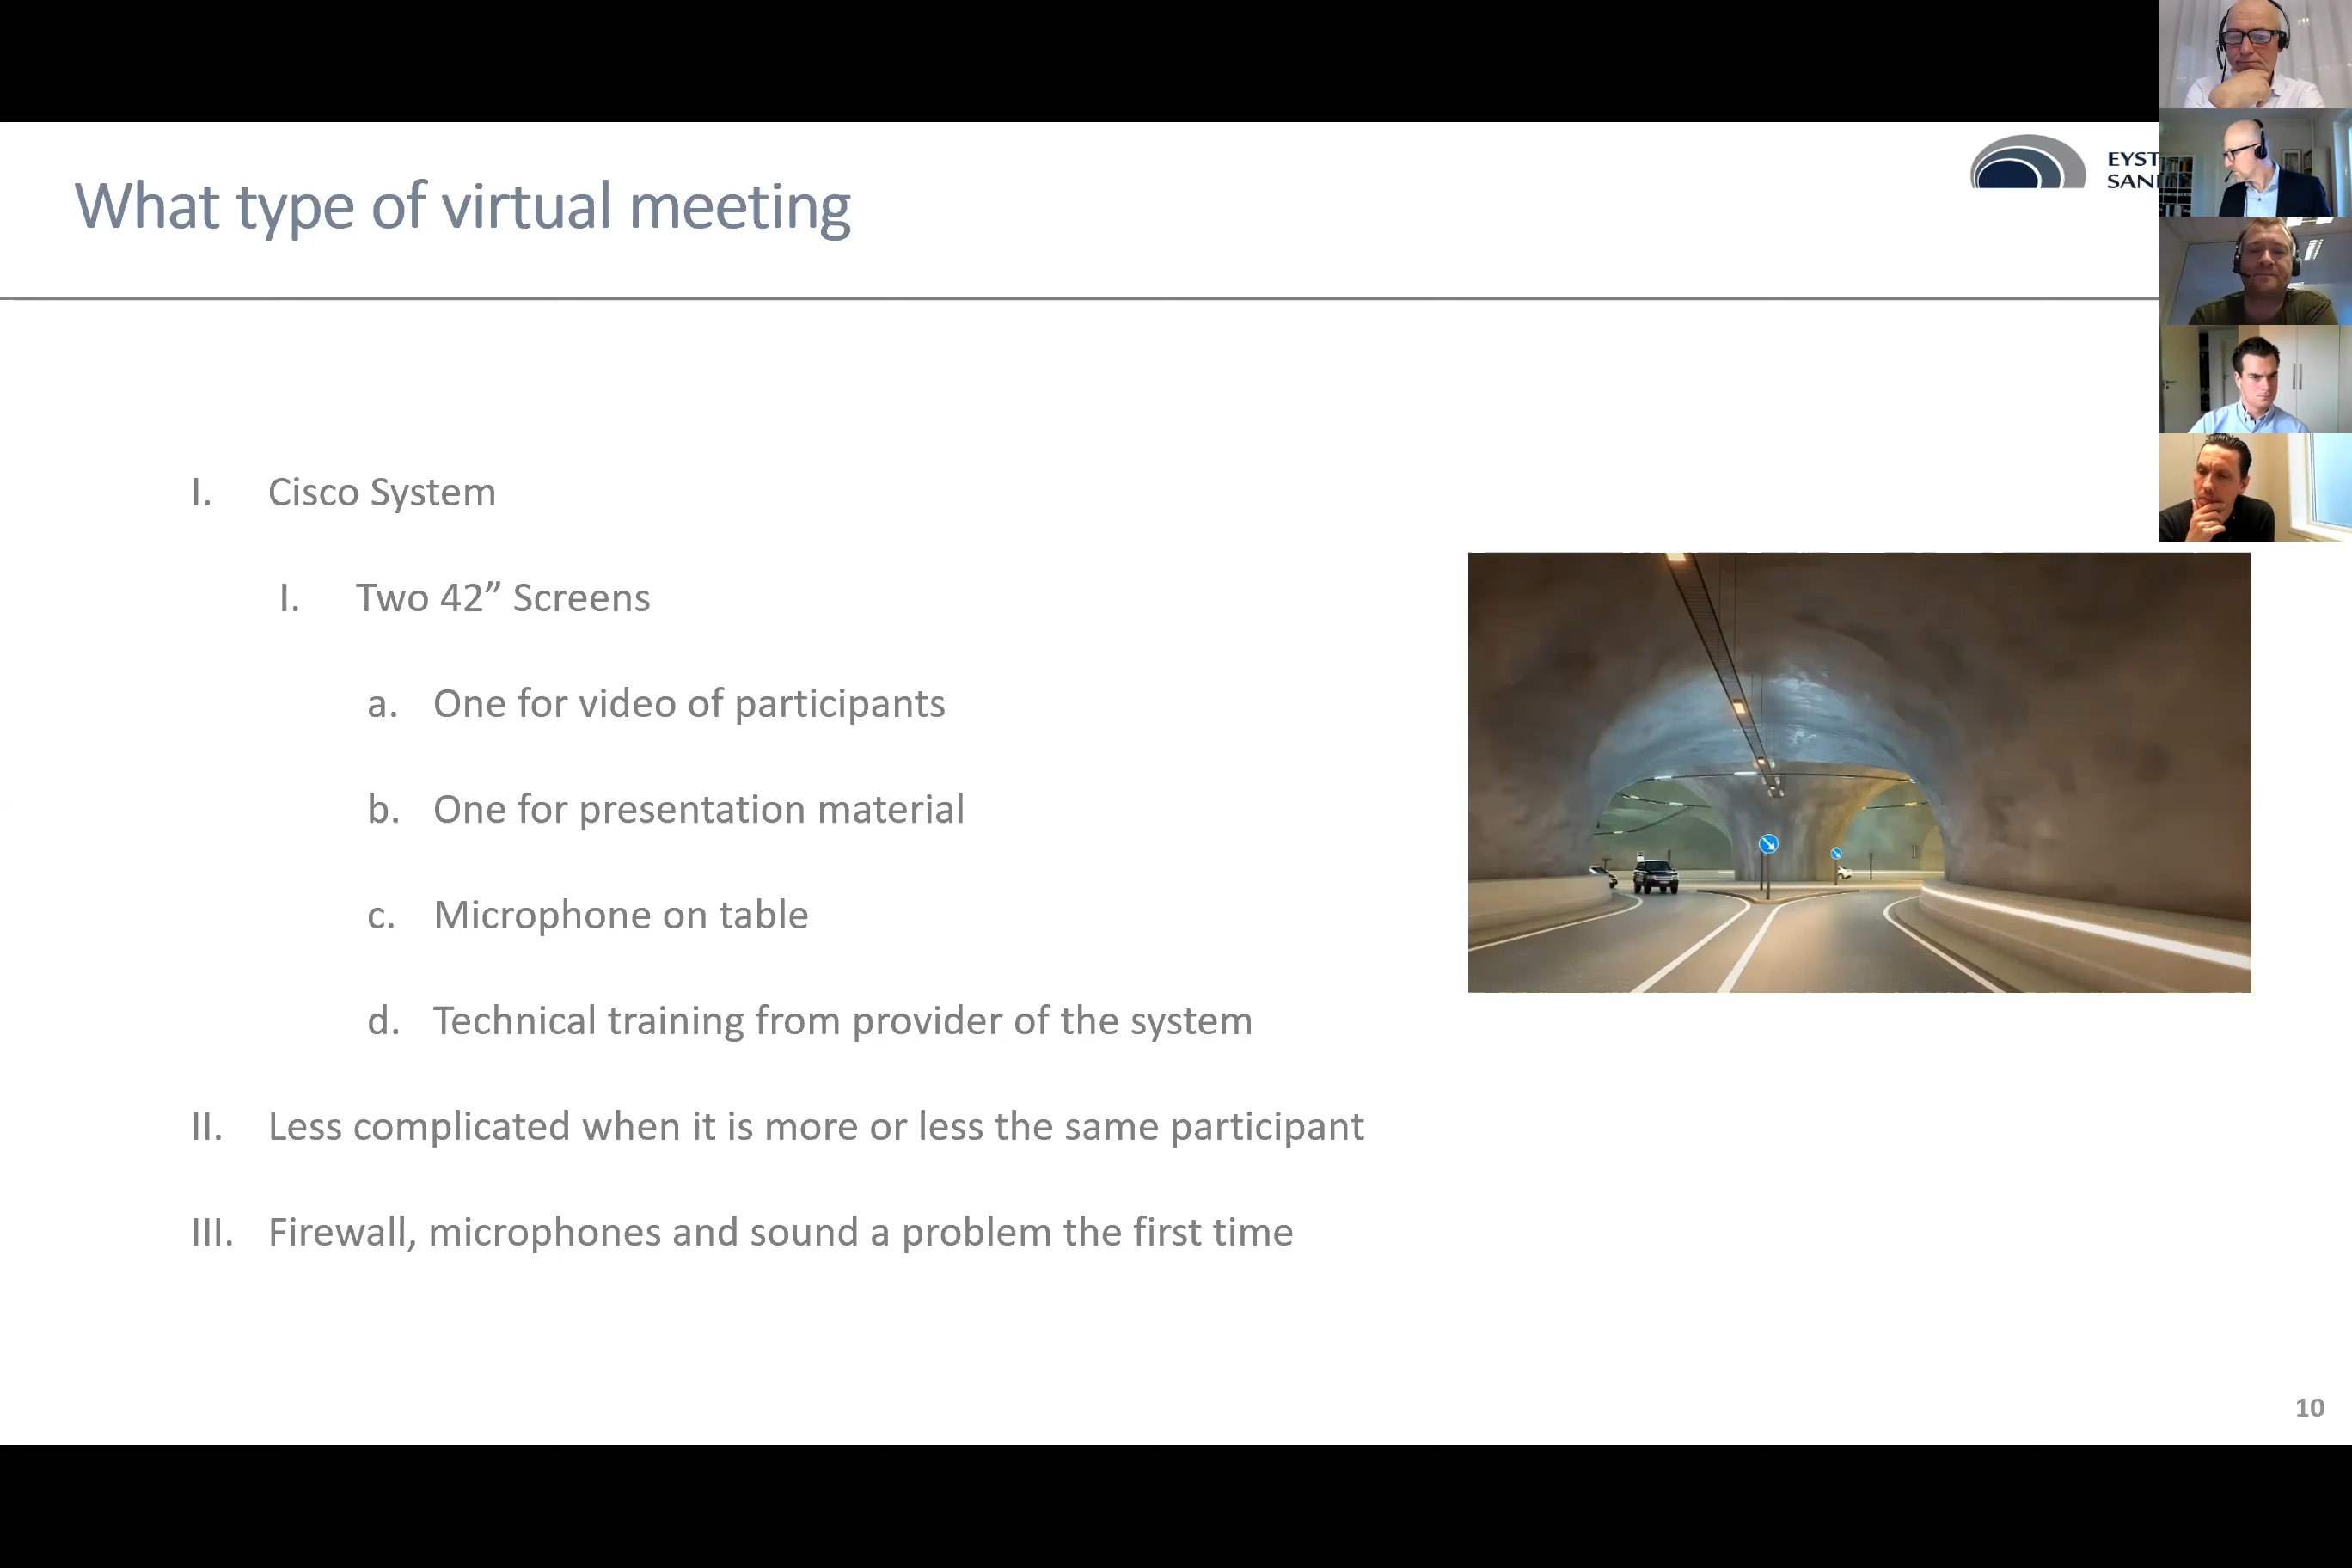 What type of virtual meeting
EYST
SAN
I. Cisco System
I. Two 42” Screens
a. One for video of participants
b. One for presentation material
c. Microphone on table
d. Technical training from provider of the system
II. Less complicated when it is more or less the same participant
III. Firewall, microphones and sound a problem the first time
10